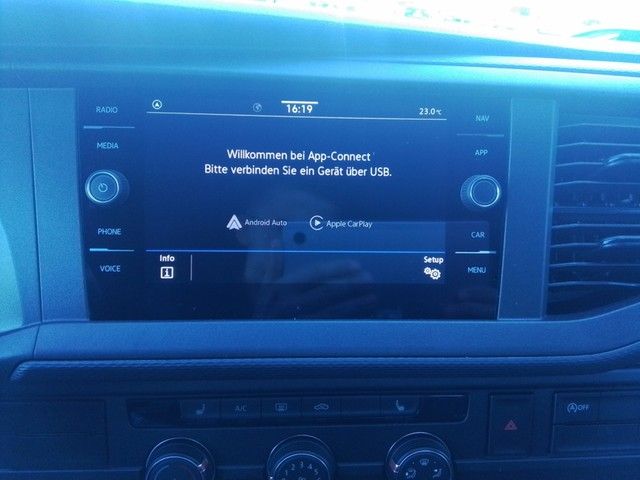 RADIO
16:19
23.0°C
NAV
MEDIA
APP
Willkommen bei App-Connect
Bitte verbinden Sie ein Gerät über USB.
PHONE
Android Auto
Apple CarPlay
CAR
VOICE
Info
Setup
MENU
A/C
OFF